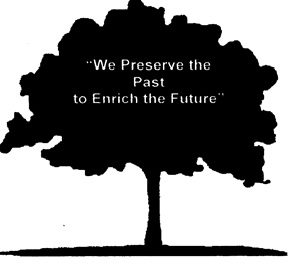 "We Preserve the
Past
to Enrich the Future"